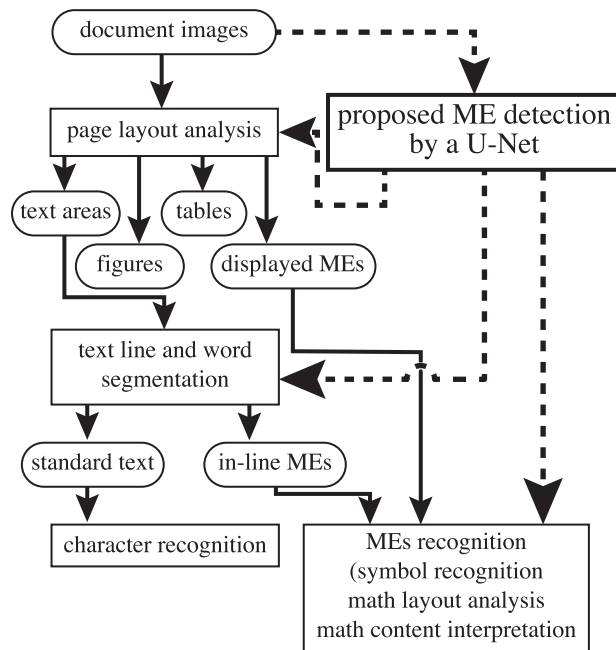 document images
proposed ME detection
by a U-Net
page layout analysis
text areas
tables
figures
displayed MEs
text line and word
segmentation
standard text
in-line MEs
character recognition
MEs recognition
(symbol recognition
math layout analysis
math content interpretation